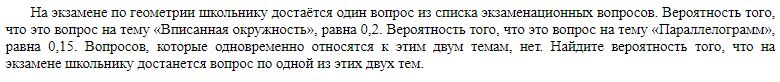 На экзамене по геометрии школьнику достаётся один вопрос из списка экзаменационных вопросов. Вероятность того,
что это вопрос на тему «Вписанная окружность», равна 0,2. Вероятность того, что это вопрос на тему «Параллелограмм»,
равна 0,15. Вопросов, которые одновременно относятся к этим двум темам, нет. Найдите вероятность того, что на
экзамене школьнику достанется вопрос по одной из этих двух тем.